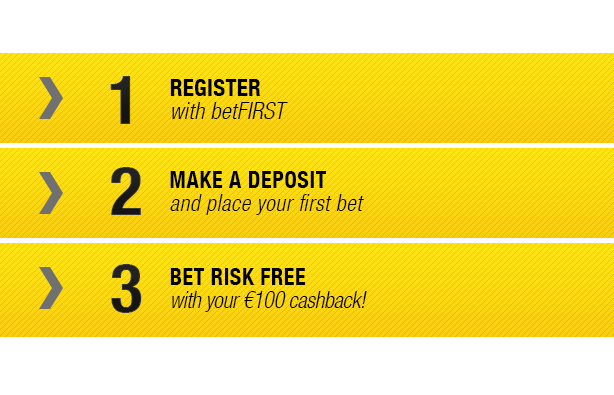 1
REGISTER
with betFIRST
2
MAKE A DEPOSIT
and place your first bet
3
BET RISK FREE
with your €100 cashback!